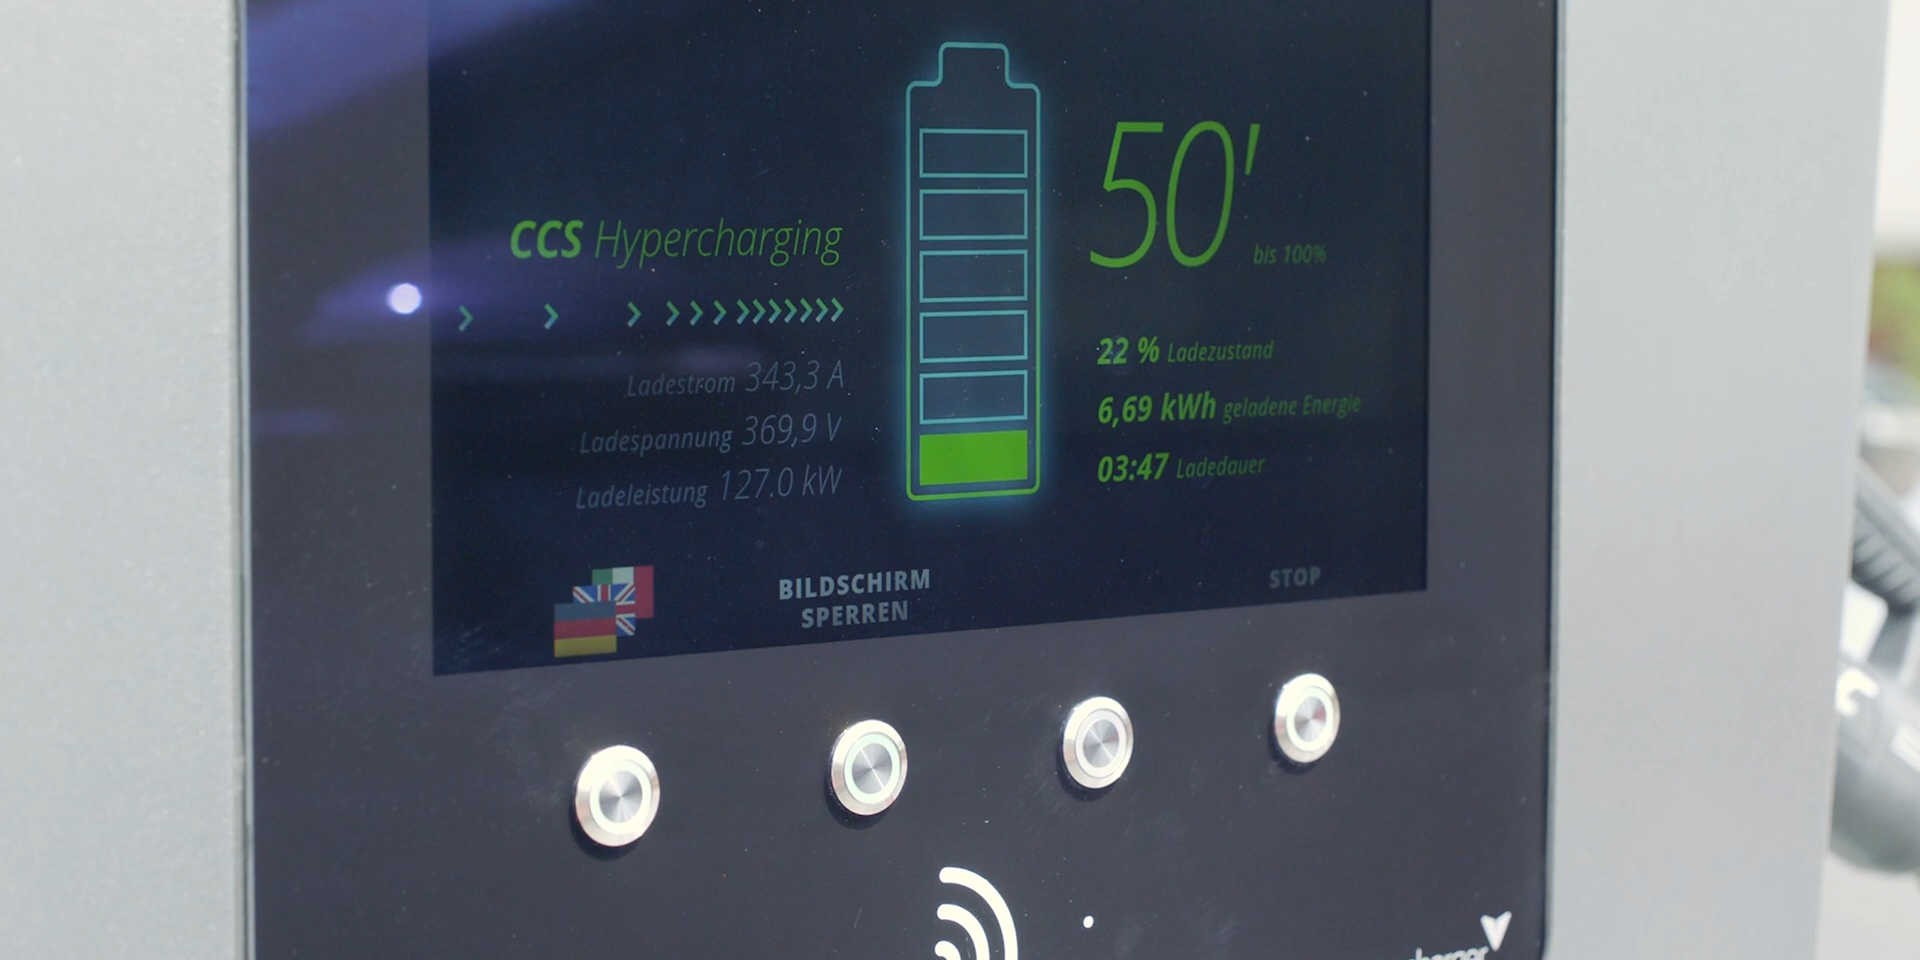 CCS Hypercharging
Ladestrom 343,3 A
Ladespannung 369,9 V
Ladeleistung 127.0 kW
50'
bis 100%
22 % Ladezustand
6,69 kWh geladene Energie
03:47 Ladedauer
BILDSCHIRM
SPERREN
STOP